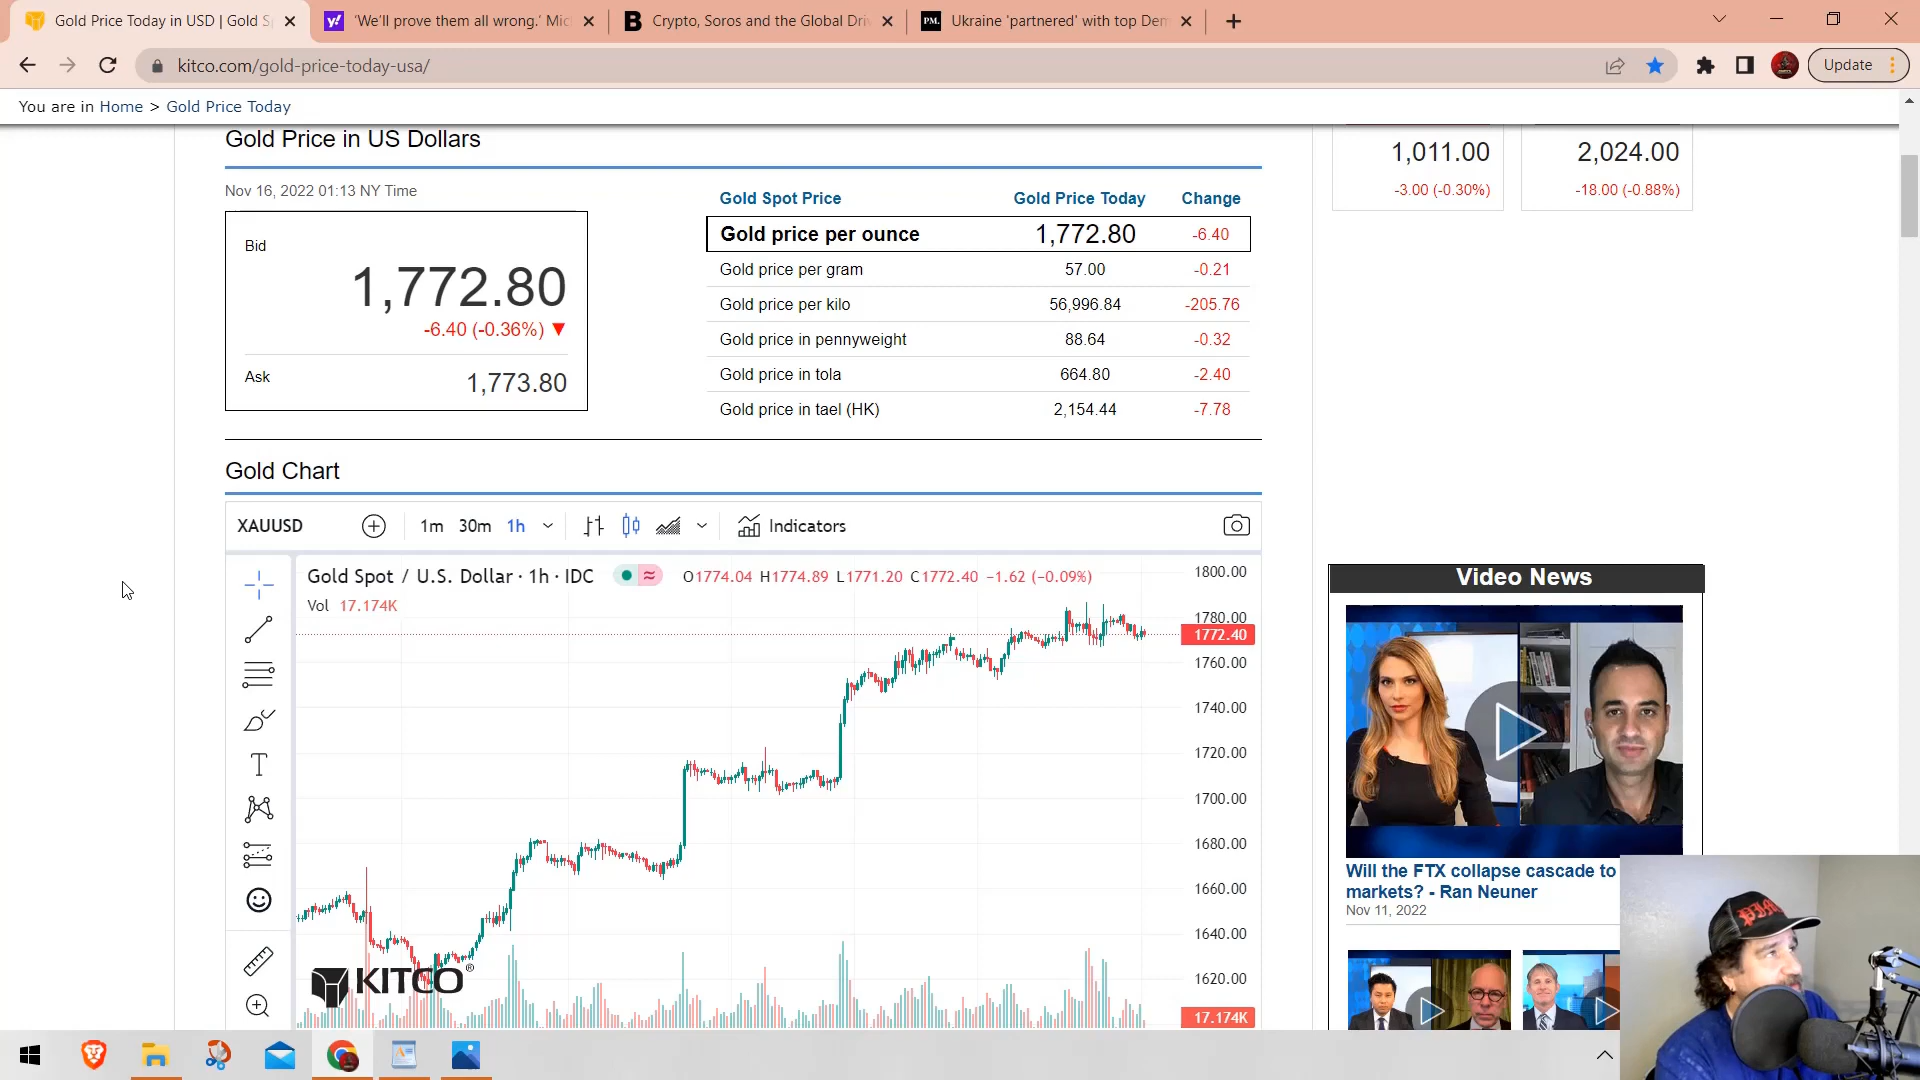 Gold Price Today in USD | Gold S
'We'll prove them all wrong.' Mic
Crypto, Soros and the Global Dri
PM.
Ukraine 'partnered' with top Dem
kitco.com/gold-price-today-usa/
Update
You are in Home > Gold Price Today
Gold Price in US Dollars
Nov 16, 2022 01:13 NY Time
Bid
1,772.80
-6.40 (-0.36%) ▼
Ask
1,773.80
Gold Spot Price Gold Price Today Change
Gold price per ounce 1,772.80 -6.40
Gold price per gram 57.00 -0.21
Gold price per kilo 56,996.84 -205.76
Gold price in pennyweight 88.64 -0.32
Gold price in tola 664.80 -2.40
Gold price in tael (HK) 2,154.44 -7.78
1,011.00
-3.00 (-0.30%)
2,024.00
-18.00 (-0.88%)
Gold Chart
XAUUSD 1m 30m 1h Indicators
Gold Spot / U.S. Dollar · 1h · IDC O1774.04 H1774.89 L1771.20 C1772.40 −1.62 (−0.09%)
Vol 17.174K
1800.00
1780.00
1772.40
1760.00
1740.00
1720.00
1700.00
1680.00
1660.00
1640.00
1620.00
17.174K
KITCO®
Video News
Will the FTX collapse cascade to
markets? - Ran Neuner
Nov 11, 2022